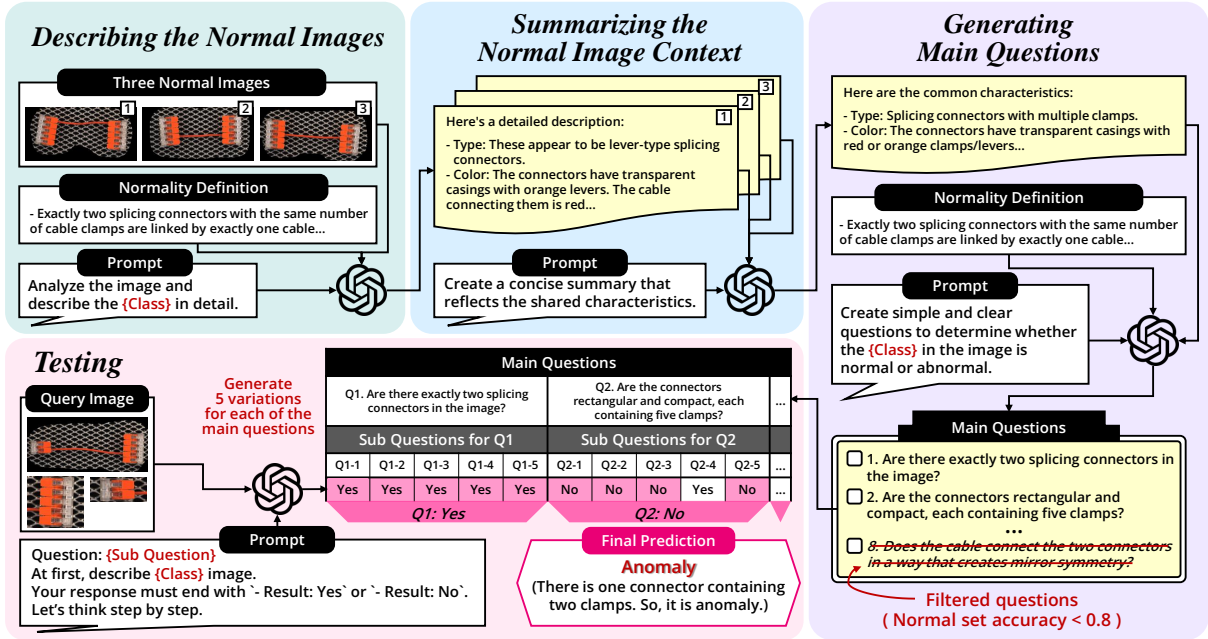 Describing the Normal Images
Three Normal Images
1
2
3
Normality Definition
- Exactly two splicing connectors with the same number
of cable clamps are linked by exactly one cable...
Prompt
Analyze the image and
describe the {Class} in detail.
Summarizing the
Normal Image Context
3
2
1
Here's a detailed description:
- Type: These appear to be lever-type splicing
connectors.
- Color: The connectors have transparent
casings with orange levers. The cable
connecting them is red...
Prompt
Create a concise summary that
reflects the shared characteristics.
Generating
Main Questions
Here are the common characteristics:
- Type: Splicing connectors with multiple clamps.
- Color: The connectors have transparent casings with
red or orange clamps/levers...
Normality Definition
- Exactly two splicing connectors with the same number
of cable clamps are linked by exactly one cable...
Prompt
Create simple and clear
questions to determine whether
the {Class} in the image is
normal or abnormal.
Main Questions
1. Are there exactly two splicing connectors in
the image?
2. Are the connectors rectangular and
compact, each containing five clamps?
...
8. Does the cable connect the two connectors
in a way that creates mirror symmetry?
Filtered questions
( Normal set accuracy < 0.8 )
Testing
Query Image
Generate
5 variations
for each of the
main questions
Main Questions
Q1. Are there exactly two splicing
connectors in the image?
Q2. Are the connectors
rectangular and compact, each
containing five clamps?
...
Sub Questions for Q1
Sub Questions for Q2
Q1-1 Q1-2 Q1-3 Q1-4 Q1-5 Q2-1 Q2-2 Q2-3 Q2-4 Q2-5 ...
Yes Yes Yes Yes Yes No No No Yes No ...
Q1: Yes
Q2: No
Prompt
Question: {Sub Question}
At first, describe {Class} image.
Your response must end with `- Result: Yes` or `- Result: No`.
Let's think step by step.
Final Prediction
Anomaly
(There is one connector containing
two clamps. So, it is anomaly.)